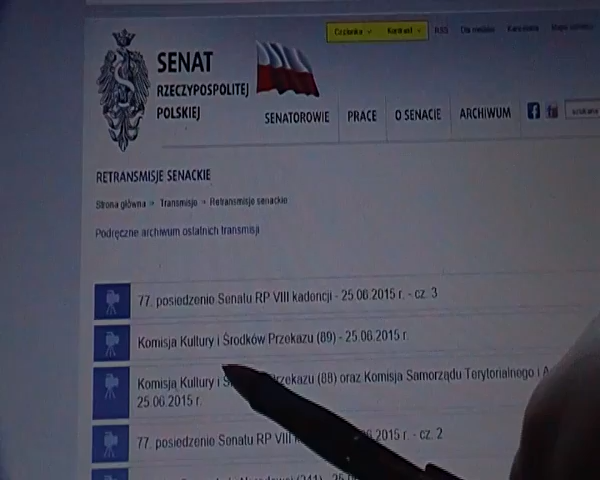 Czcionka Kontrast RSS Dla mediów Kancelaria Mapa
SENAT
RZECZYPOSPOLITEJ
POLSKIEJ
SENATOROWIE PRACE O SENACIE ARCHIWUM szukana
RETRANSMISJE SENACKIE
Strona główna » Transmisje » Retransmisje senackie
Podręczne archiwum ostatnich transmisji
77. posiedzenie Senatu RP VIII kadencji - 25.06.2015 r. - cz. 3
Komisja Kultury i Środków Przekazu (89) - 25.06.2015 r.
Komisja Kultury i Przekazu (88) oraz Komisja Samorządu Terytorialnego i A
25.06.2015 r.
77. posiedzenie Senatu RP VIII 2015 r. - cz. 2